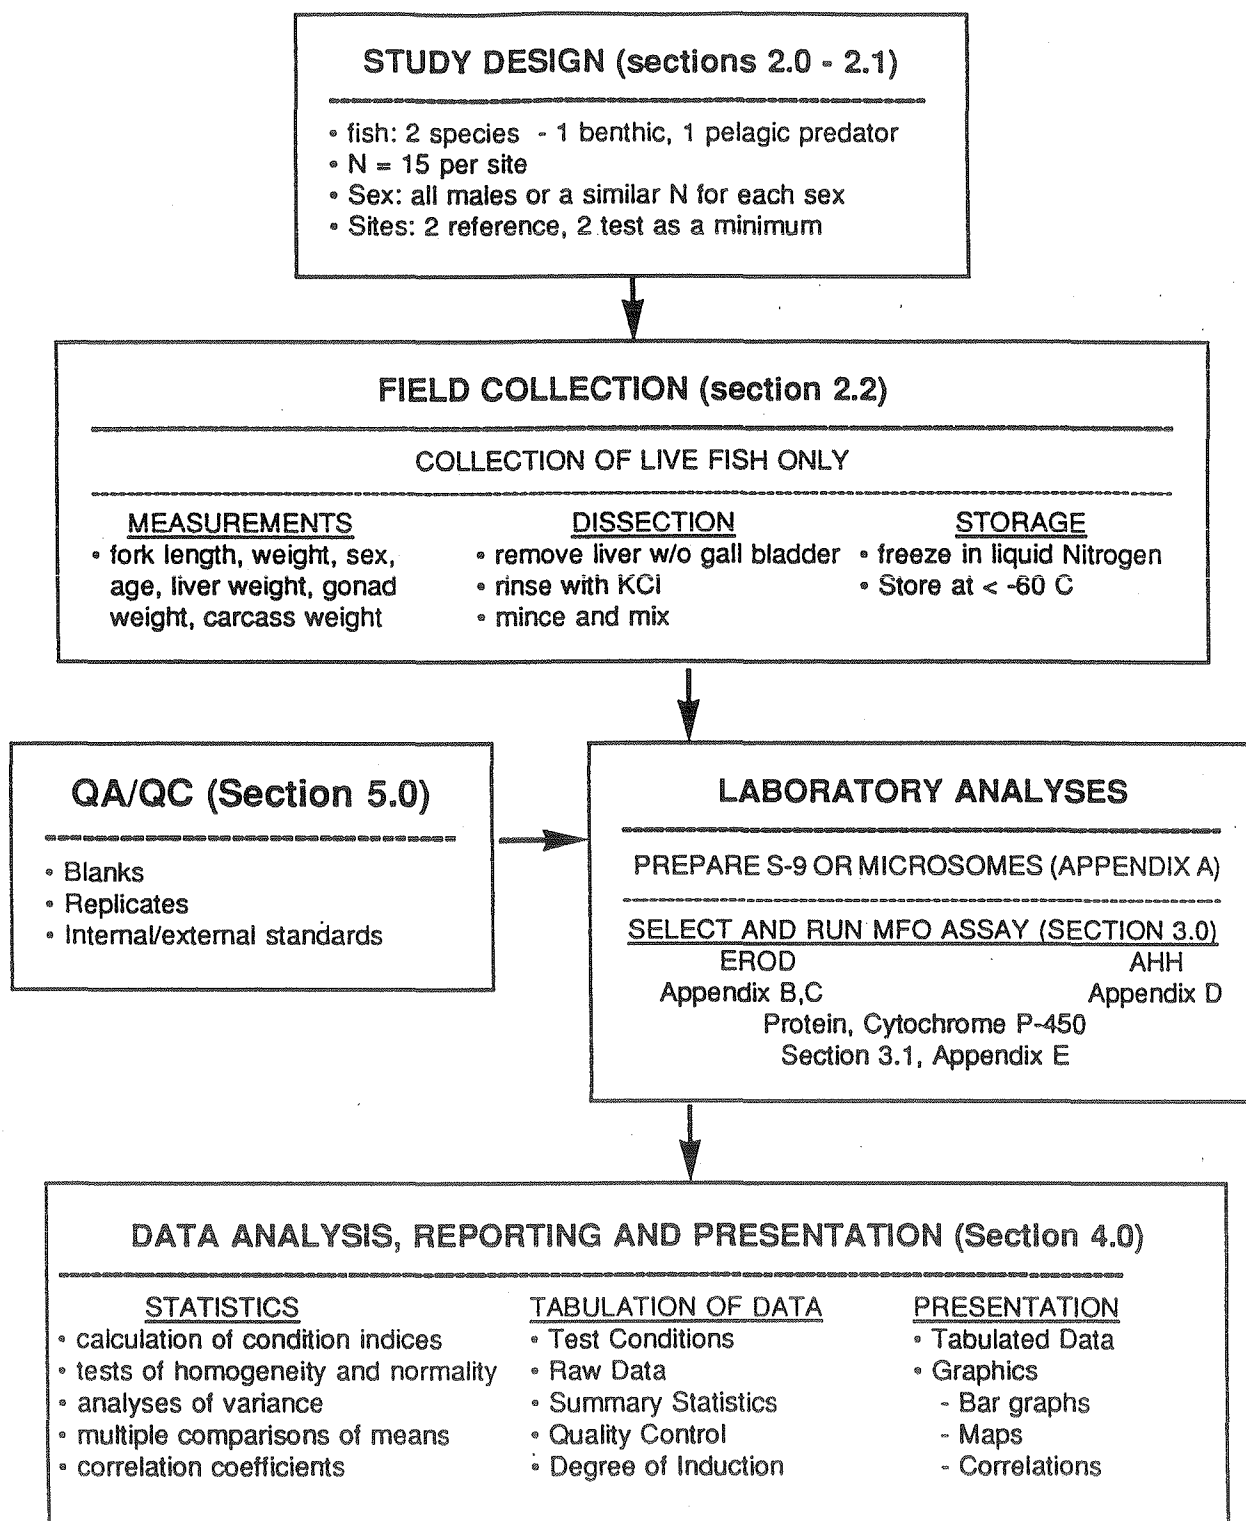 STUDY DESIGN (sections 2.0 - 2.1)
• fish: 2 species - 1 benthic, 1 pelagic predator
• N = 15 per site
• Sex: all males or a similar N for each sex
• Sites: 2 reference, 2 test as a minimum
FIELD COLLECTION (section 2.2)
COLLECTION OF LIVE FISH ONLY
MEASUREMENTS
• fork length, weight, sex,
age, liver weight, gonad
weight, carcass weight
DISSECTION
• remove liver w/o gall bladder
• rinse with KCl
• mince and mix
STORAGE
• freeze in liquid Nitrogen
• Store at < -60 C
QA/QC (Section 5.0)
• Blanks
• Replicates
• Internal/external standards
LABORATORY ANALYSES
PREPARE S-9 OR MICROSOMES (APPENDIX A)
SELECT AND RUN MFO ASSAY (SECTION 3.0)
EROD
Appendix B,C
AHH
Appendix D
Protein, Cytochrome P-450
Section 3.1, Appendix E
DATA ANALYSIS, REPORTING AND PRESENTATION (Section 4.0)
STATISTICS
• calculation of condition indices
• tests of homogeneity and normality
• analyses of variance
• multiple comparisons of means
• correlation coefficients
TABULATION OF DATA
• Test Conditions
• Raw Data
• Summary Statistics
• Quality Control
• Degree of Induction
PRESENTATION
• Tabulated Data
• Graphics
- Bar graphs
- Maps
- Correlations